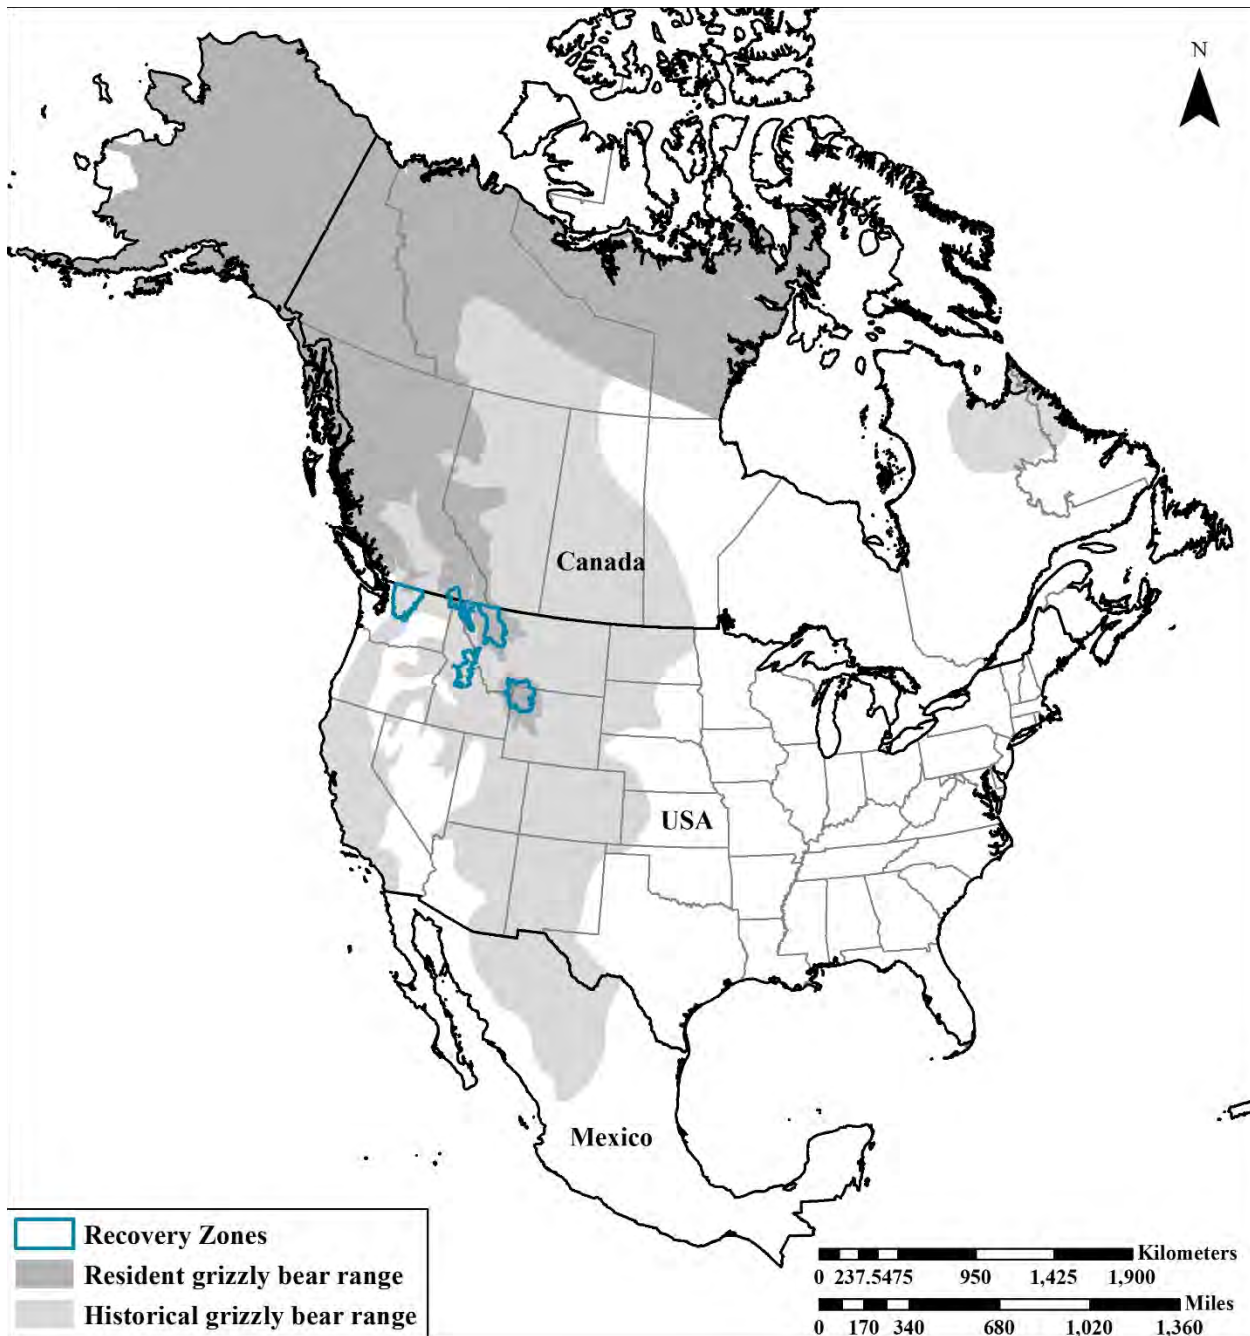 N
Canada
USA
Mexico
Recovery Zones
Resident grizzly bear range
Historical grizzly bear range
Kilometers
0 237.5475 950 1,425 1,900
Miles
0 170 340 680 1,020 1,360